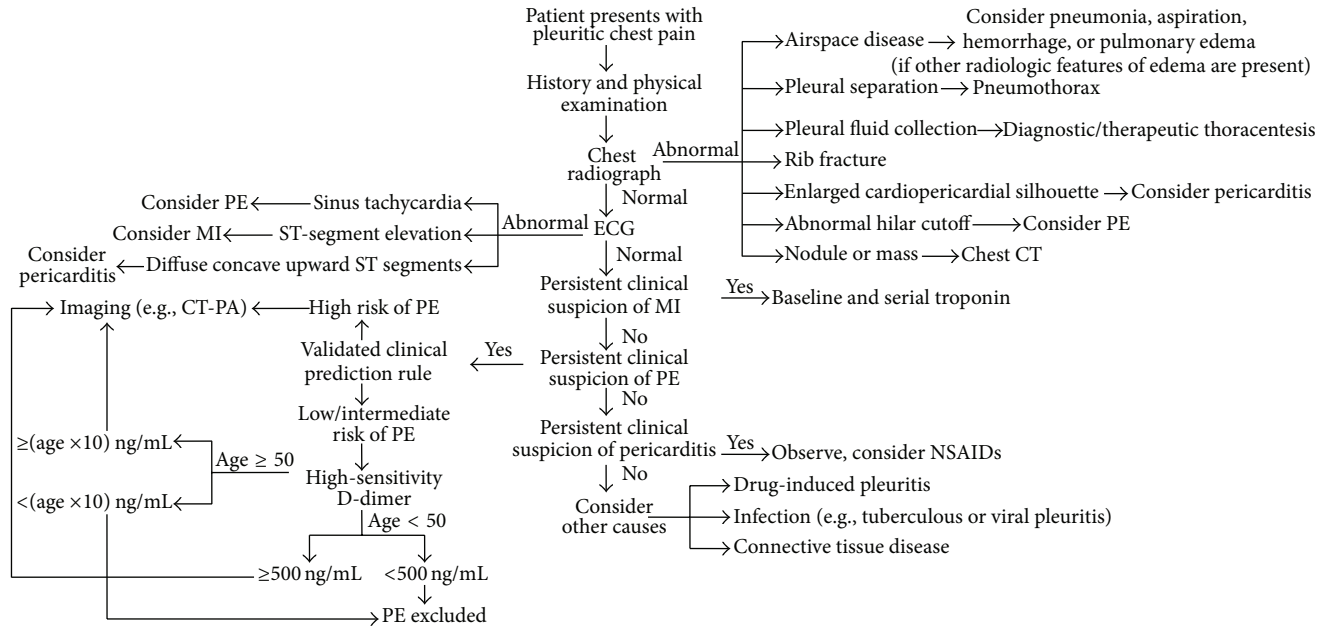 Patient presents with
pleuritic chest pain
History and physical
examination
Chest
radiograph
Abnormal
Airspace disease
Consider pneumonia, aspiration,
hemorrhage, or pulmonary edema
(if other radiologic features of edema are present)
Pleural separation
Pneumothorax
Pleural fluid collection
Diagnostic/therapeutic thoracentesis
Rib fracture
Enlarged cardiopericardial silhouette
Consider pericarditis
Abnormal hilar cutoff
Consider PE
Nodule or mass
Chest CT
Normal
ECG
Abnormal
Sinus tachycardia
Consider PE
ST-segment elevation
Consider MI
Diffuse concave upward ST segments
Consider
pericarditis
Normal
Persistent clinical
suspicion of MI
Yes
Baseline and serial troponin
No
Persistent clinical
suspicion of PE
Yes
Validated clinical
prediction rule
High risk of PE
Imaging (e.g., CT-PA)
Low/intermediate
risk of PE
High-sensitivity
D-dimer
Age ≥ 50
≥(age ×10) ng/mL
<(age ×10) ng/mL
Age < 50
≥500 ng/mL
<500 ng/mL
PE excluded
No
Persistent clinical
suspicion of pericarditis
Yes
Observe, consider NSAIDs
No
Consider
other causes
Drug-induced pleuritis
Infection (e.g., tuberculous or viral pleuritis)
Connective tissue disease